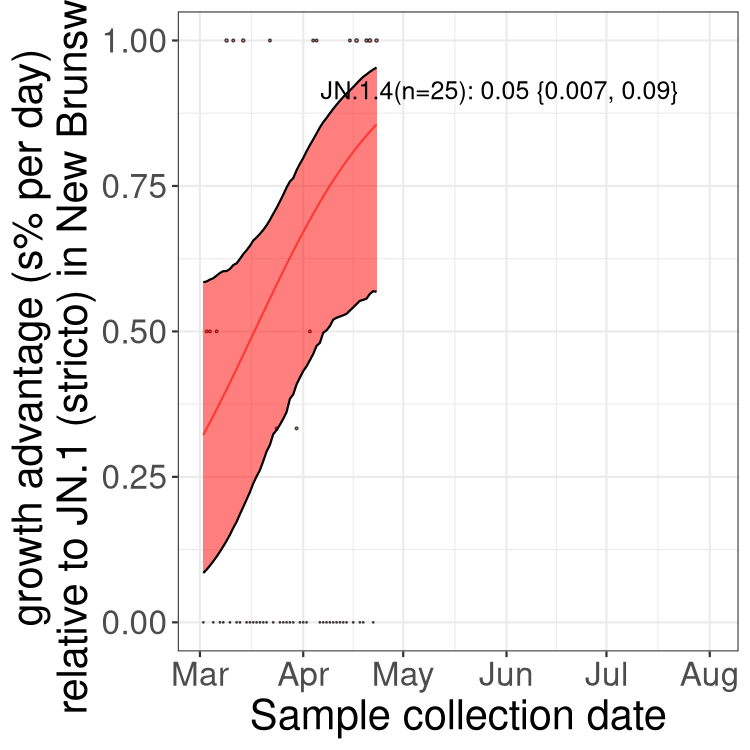 growth advantage (s% per day)
relative to JN.1 (stricto) in New Brunsw
1.00
0.75
0.50
0.25
0.00
JN.1.4(n=25): 0.05 {0.007, 0.09}
Mar Apr May Jun Jul Aug
Sample collection date